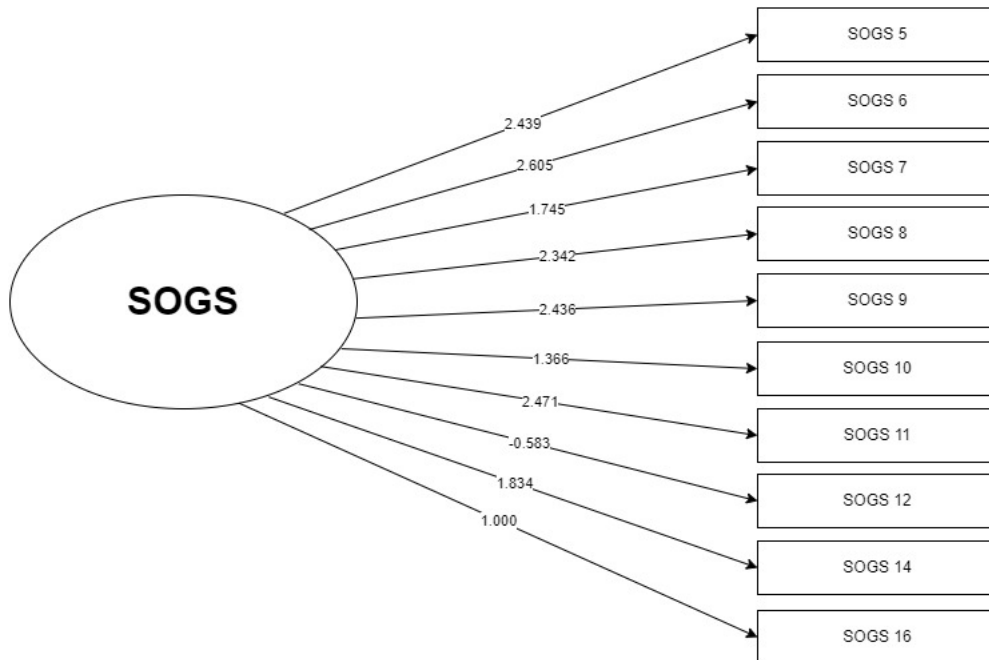 SOGS 5
SOGS 6
2.439
2.605
SOGS 7
1.745
SOGS 8
2.342
SOGS
SOGS 9
2.436
1.366
SOGS 10
2.471
SOGS 11
-0.583
1.834
SOGS 12
1.000
SOGS 14
SOGS 16